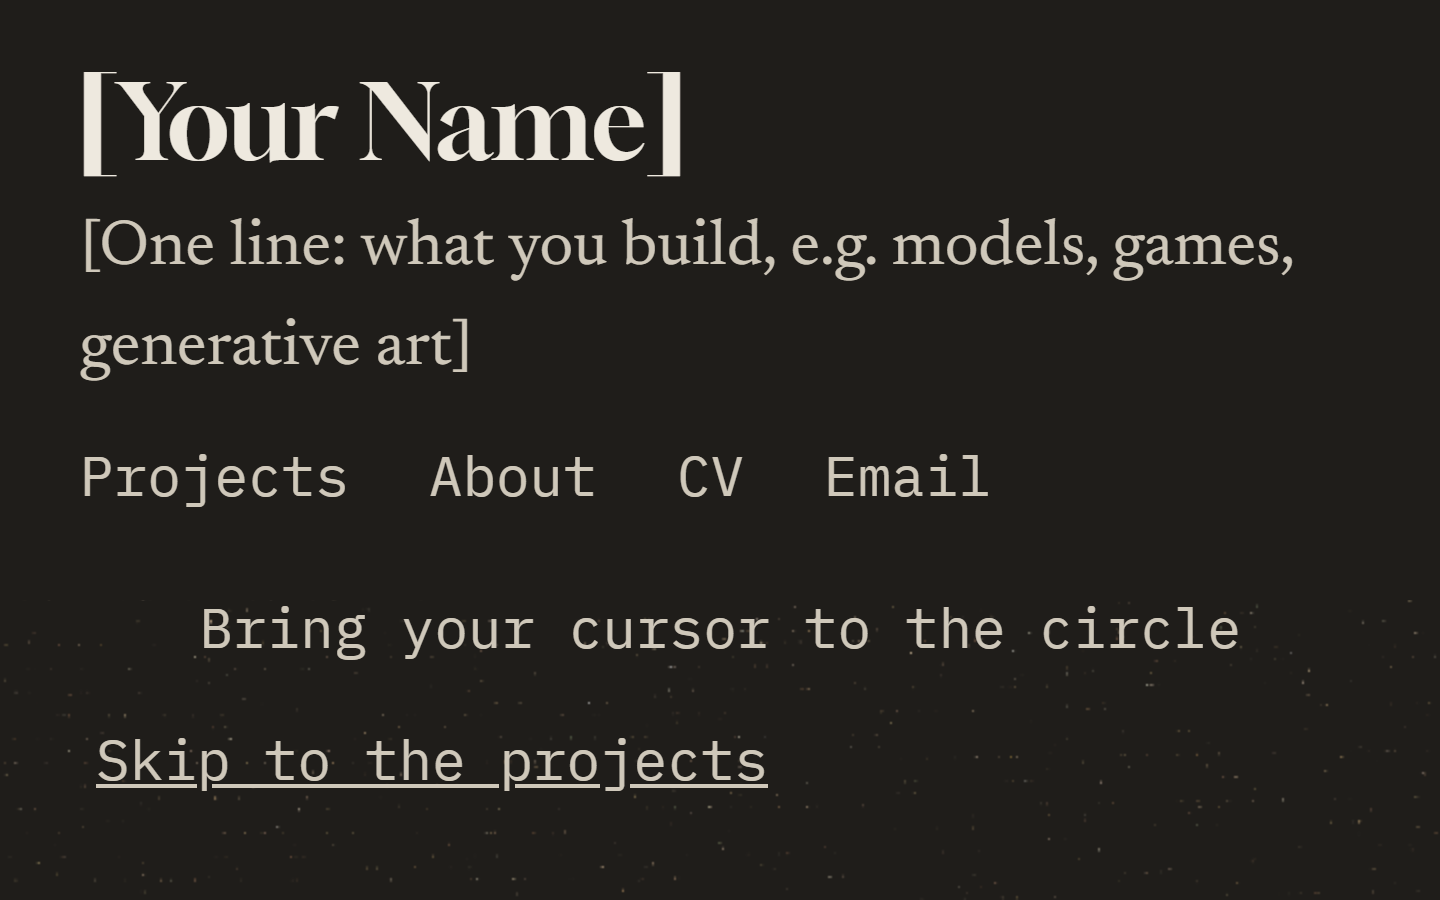 [Your Name]
[One line: what you build, e.g. models, games,
generative art]
Projects About CV Email
Bring your cursor to the circle
Skip to the projects